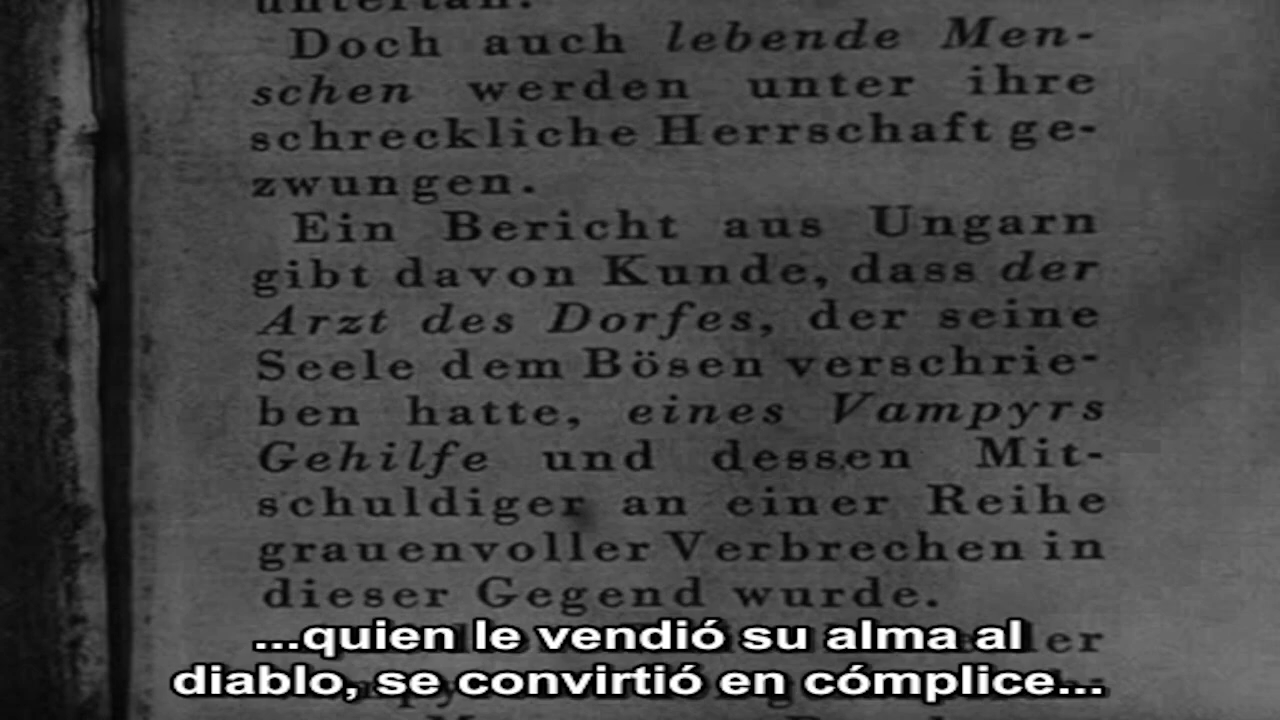 untertan.
Doch auch lebende Men-
schen werden unter ihre
schreckliche Herrschaft ge-
zwungen.
Ein Bericht aus Ungarn
gibt davon Kunde, dass der
Arzt des Dorfes, der seine
Seele dem Bösen verschrie-
ben hatte, eines Vampyrs
Gehilfe und dessen Mit-
schuldiger an einer Reihe
grauenvoller Verbrechen in
dieser Gegend wurde.
...quien le vendió su alma al
diablo, se convirtió en cómplice...